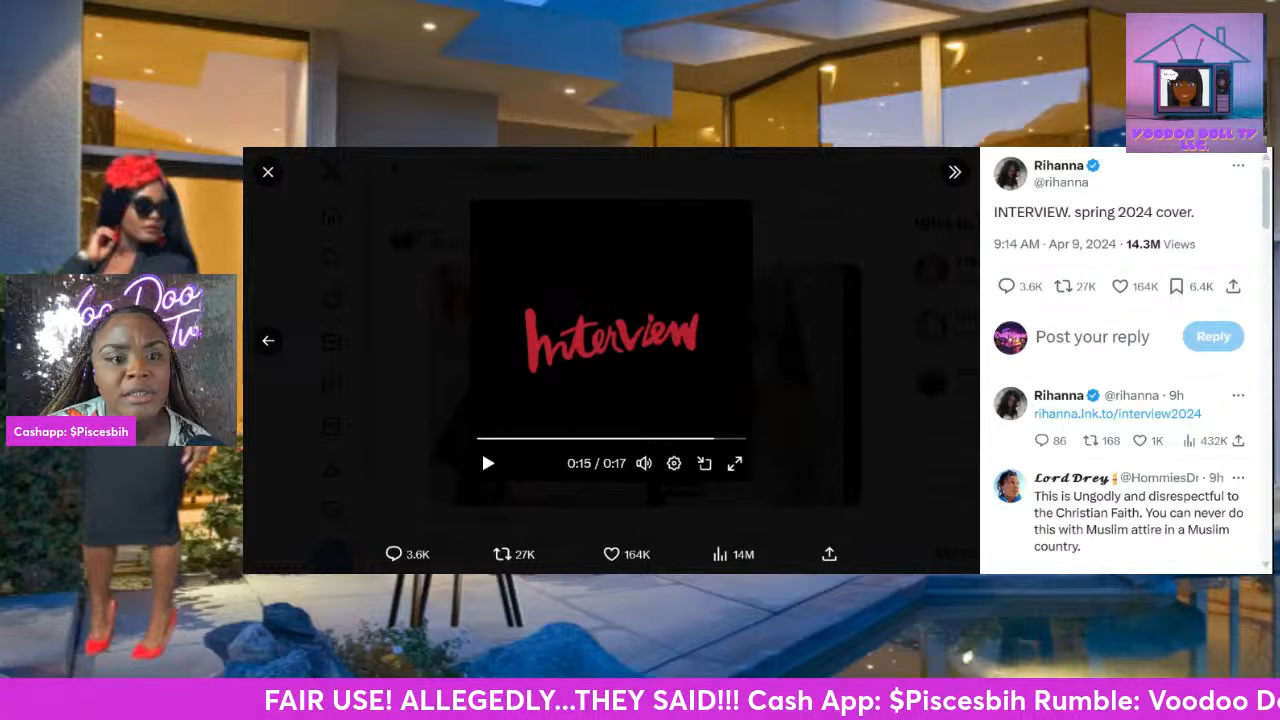 VOODOO DOLL TV
LLC.
Voo Doo
Tv
Cashapp: $Piscesbih
Interview
0:15 / 0:17
3.6K 27K 164K 14M
Rihanna
@rihanna
INTERVIEW. spring 2024 cover.
9:14 AM · Apr 9, 2024 · 14.3M Views
3.6K 27K 164K 6.4K
Post your reply Reply
Rihanna @rihanna · 9h
rihanna.lnk.to/interview2024
86 168 1K 432K
Lord Drey @HommiesDr · 9h
This is Ungodly and disrespectful to
the Christian Faith. You can never do
this with Muslim attire in a Muslim
country.
FAIR USE! ALLEGEDLY...THEY SAID!!! Cash App: $Piscesbih Rumble: Voodoo Do